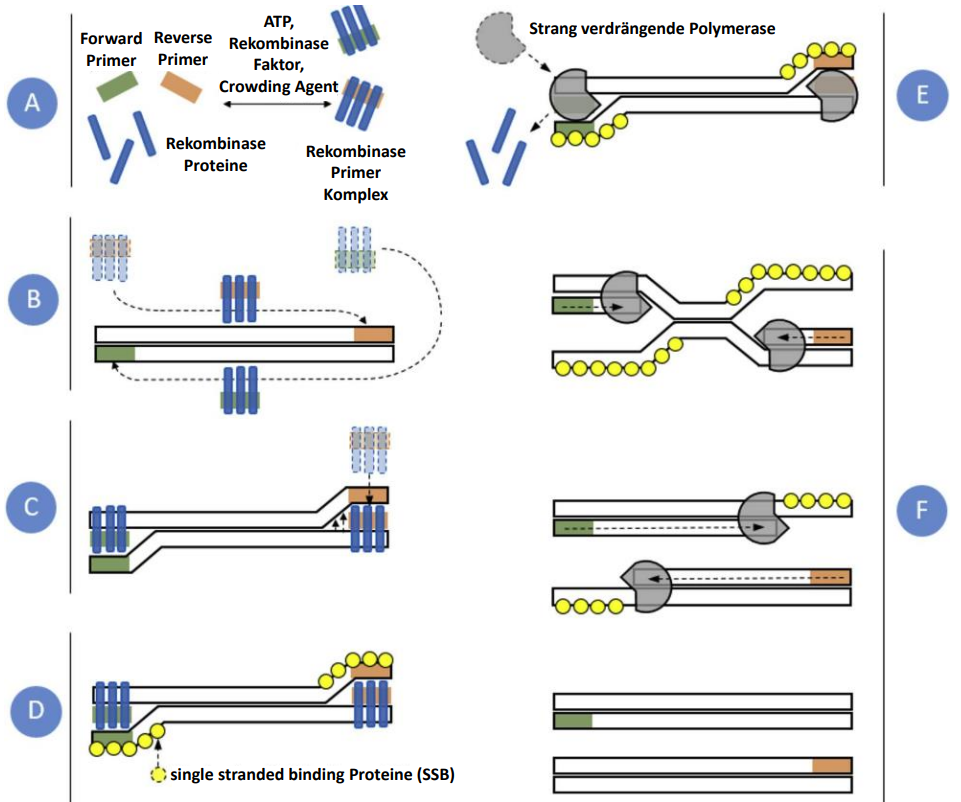 A
Forward
Primer
Reverse
Primer
ATP,
Rekombinase
Faktor,
Crowding Agent
Rekombinase
Proteine
Rekombinase
Primer
Komplex
B
C
D
single stranded binding Proteine (SSB)
Strang verdrängende Polymerase
E
F